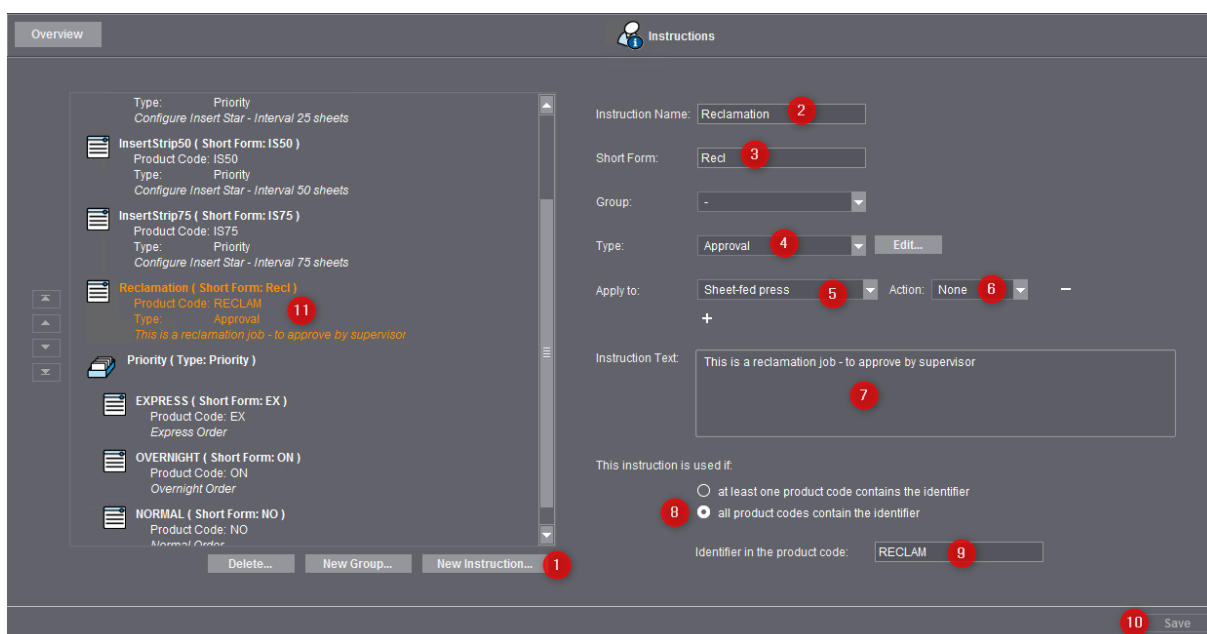 Overview
Instructions
Type: Priority
Configure Insert Star - Interval 25 sheets
InsertStrip50 ( Short Form: IS50 )
Product Code: IS50
Type: Priority
Configure Insert Star - Interval 50 sheets
InsertStrip75 ( Short Form: IS75 )
Product Code: IS75
Type: Priority
Configure Insert Star - Interval 75 sheets
Reclamation ( Short Form: Recl )
Product Code: RECLAM
11
Type: Approval
This is a reclamation job - to approve by supervisor
Priority ( Type: Priority )
EXPRESS ( Short Form: EX )
Product Code: EX
Express Order
OVERNIGHT ( Short Form: ON )
Product Code: ON
Overnight Order
NORMAL ( Short Form: NO )
Product Code: NO
Normal Order
Delete... New Group... New Instruction... 1
Instruction Name: Reclamation 2
Short Form: Recl 3
Group: -
Type: Approval 4 Edit...
Apply to: Sheet-fed press 5 Action: None 6 −
+
Instruction Text: This is a reclamation job - to approve by supervisor
7
This instruction is used if:
at least one product code contains the identifier
8 all product codes contain the identifier
Identifier in the product code: RECLAM 9
10 Save